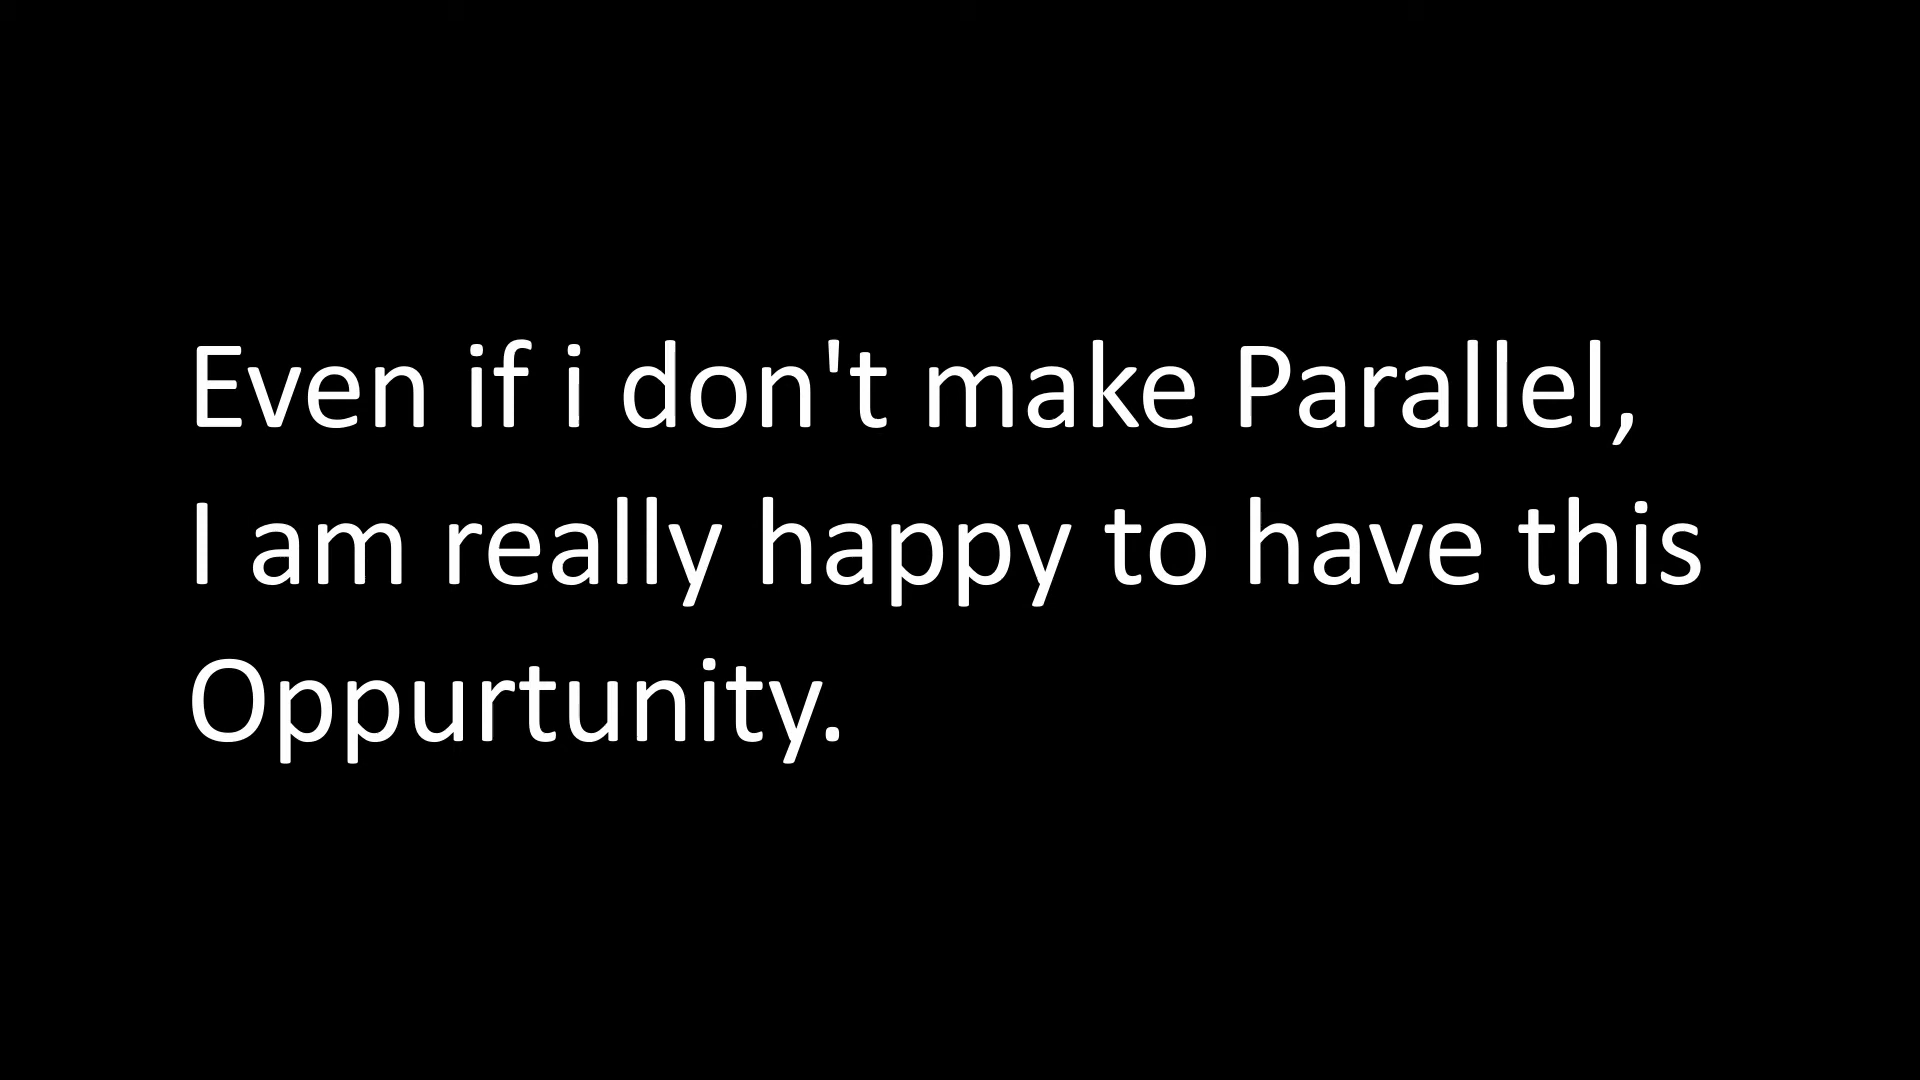 Even if i don't make Parallel,
I am really happy to have this
Oppurtunity.